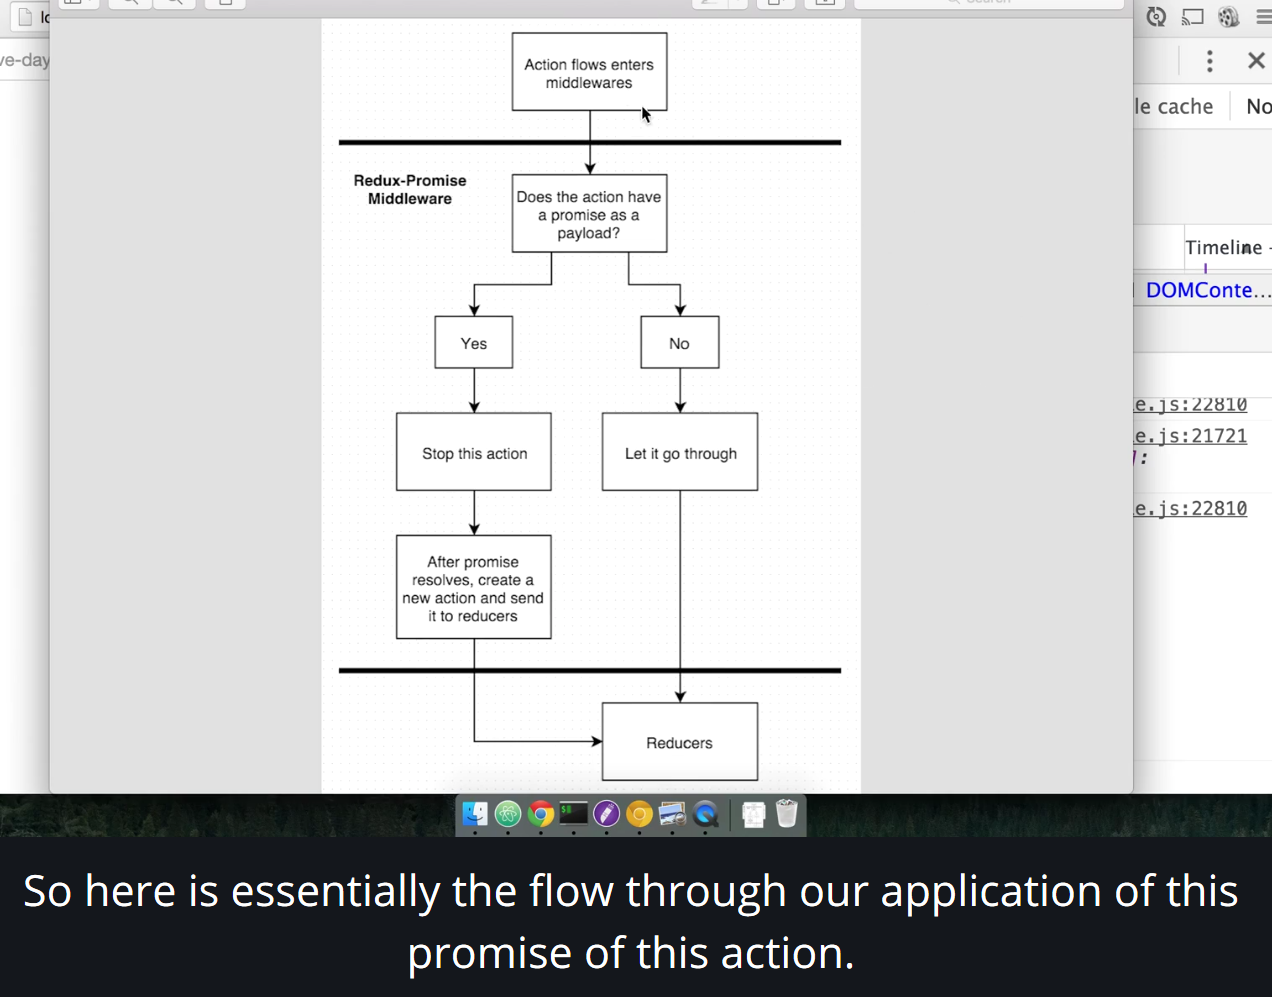 Action flows enters
middlewares
Redux-Promise
Middleware
Does the action have
a promise as a
payload?
Yes
No
Stop this action
Let it go through
After promise
resolves, create a
new action and send
it to reducers
Reducers
ve-day
le cache
No
Timeline
DOMConte...
e.js:22810
e.js:21721
]:
e.js:22810
So here is essentially the flow through our application of this
promise of this action.